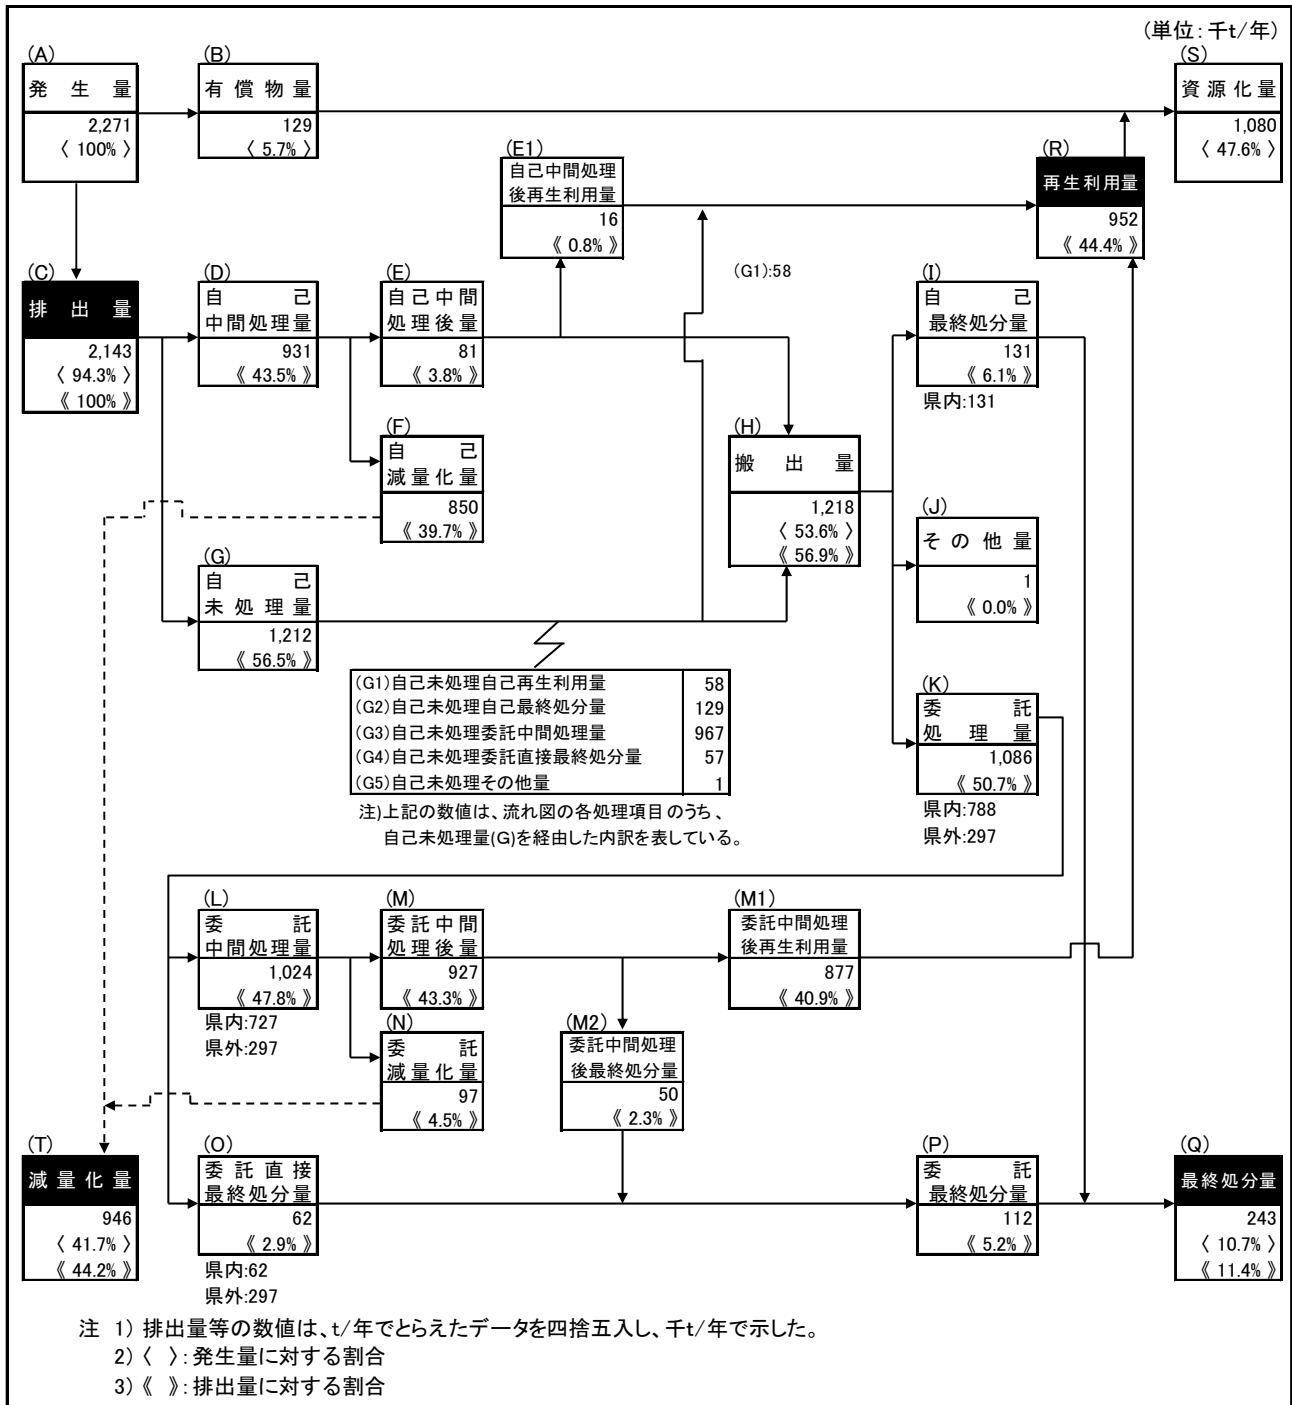 (単位:千t/年)
(A)
発生量
2,271
〈 100% 〉
(B)
有償物量
129
〈 5.7% 〉
(S)
資源化量
1,080
〈 47.6% 〉
(E1)
自己中間処理
後再生利用量
16
《 0.8% 》
(R)
再生利用量
952
《 44.4% 》
(G1):58
(C)
排出量
2,143
〈 94.3% 〉
《 100% 》
(D)
自己
中間処理量
931
《 43.5% 》
(E)
自己中間
処理後量
81
《 3.8% 》
(I)
自己
最終処分量
131
《 6.1% 》
県内:131
(F)
自己
減量化量
850
《 39.7% 》
(H)
搬出量
1,218
〈 53.6% 〉
《 56.9% 》
(J)
その他量
1
《 0.0% 》
(G)
自己
未処理量
1,212
《 56.5% 》
(G1)自己未処理自己再生利用量 58
(G2)自己未処理自己最終処分量 129
(G3)自己未処理委託中間処理量 967
(G4)自己未処理委託直接最終処分量 57
(G5)自己未処理その他量 1
注)上記の数値は、流れ図の各処理項目のうち、
自己未処理量(G)を経由した内訳を表している。
(K)
委託
処理量
1,086
《 50.7% 》
県内:788
県外:297
(L)
委託
中間処理量
1,024
《 47.8% 》
県内:727
県外:297
(M)
委託中間
処理後量
927
《 43.3% 》
(M1)
委託中間処理
後再生利用量
877
《 40.9% 》
(N)
委託
減量化量
97
《 4.5% 》
(M2)
委託中間処理
後最終処分量
50
《 2.3% 》
(T)
減量化量
946
〈 41.7% 〉
《 44.2% 》
(O)
委託直接
最終処分量
62
《 2.9% 》
県内:62
県外:297
(P)
委託
最終処分量
112
《 5.2% 》
(Q)
最終処分量
243
〈 10.7% 〉
《 11.4% 》
注 1) 排出量等の数値は、t/年でとらえたデータを四捨五入し、千t/年で示した。
2) 〈 〉:発生量に対する割合
3) 《 》:排出量に対する割合